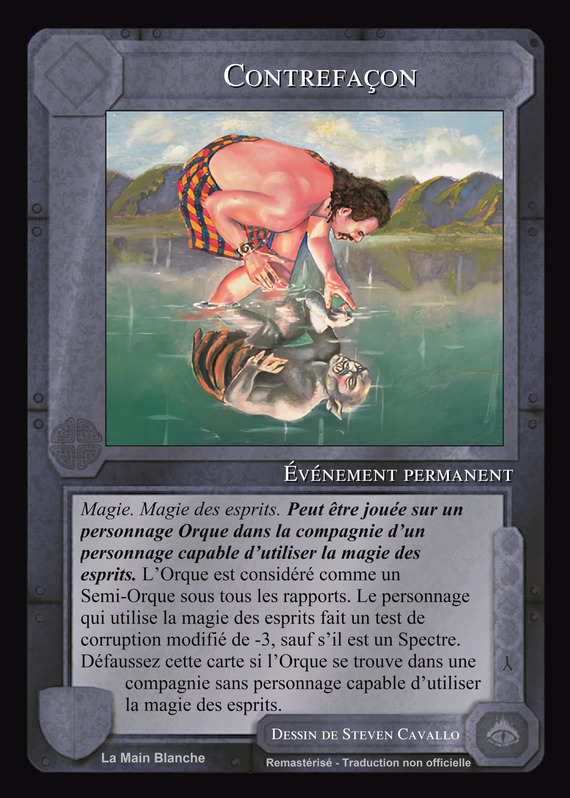 Contrefaçon
Événement permanent
Magie. Magie des esprits. Peut être jouée sur un
personnage Orque dans la compagnie d’un
personnage capable d’utiliser la magie des
esprits. L’Orque est considéré comme un
Semi-Orque sous tous les rapports. Le personnage
qui utilise la magie des esprits fait un test de
corruption modifié de -3, sauf s’il est un Spectre.
Défaussez cette carte si l’Orque se trouve dans une
compagnie sans personnage capable d’utiliser
la magie des esprits.
Dessin de Steven Cavallo
La Main Blanche
Remastérisé - Traduction non officielle